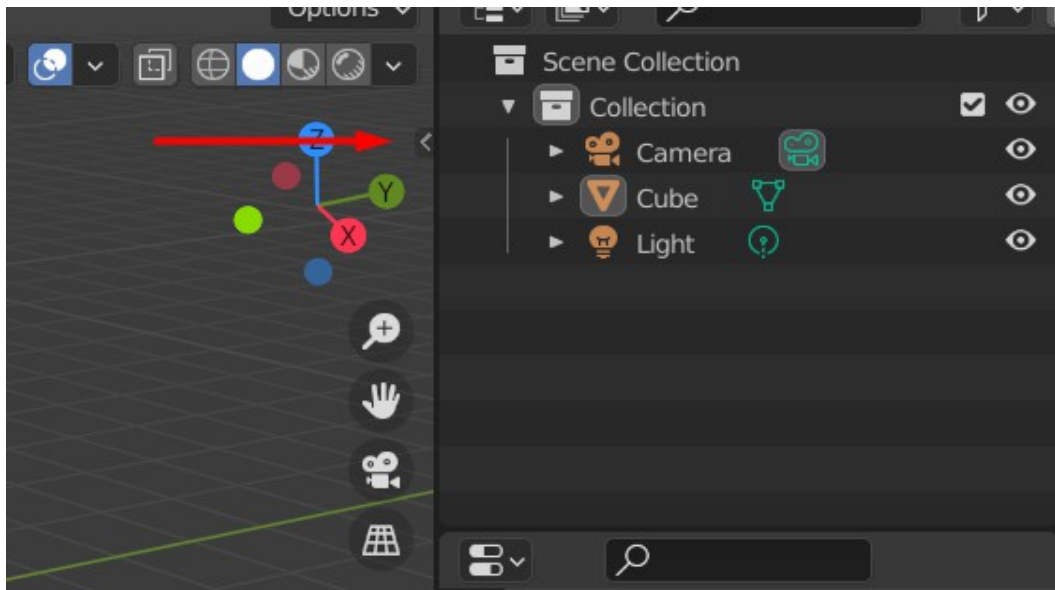 Options
Scene Collection
Collection
Camera
Cube
Light
Z
Y
X